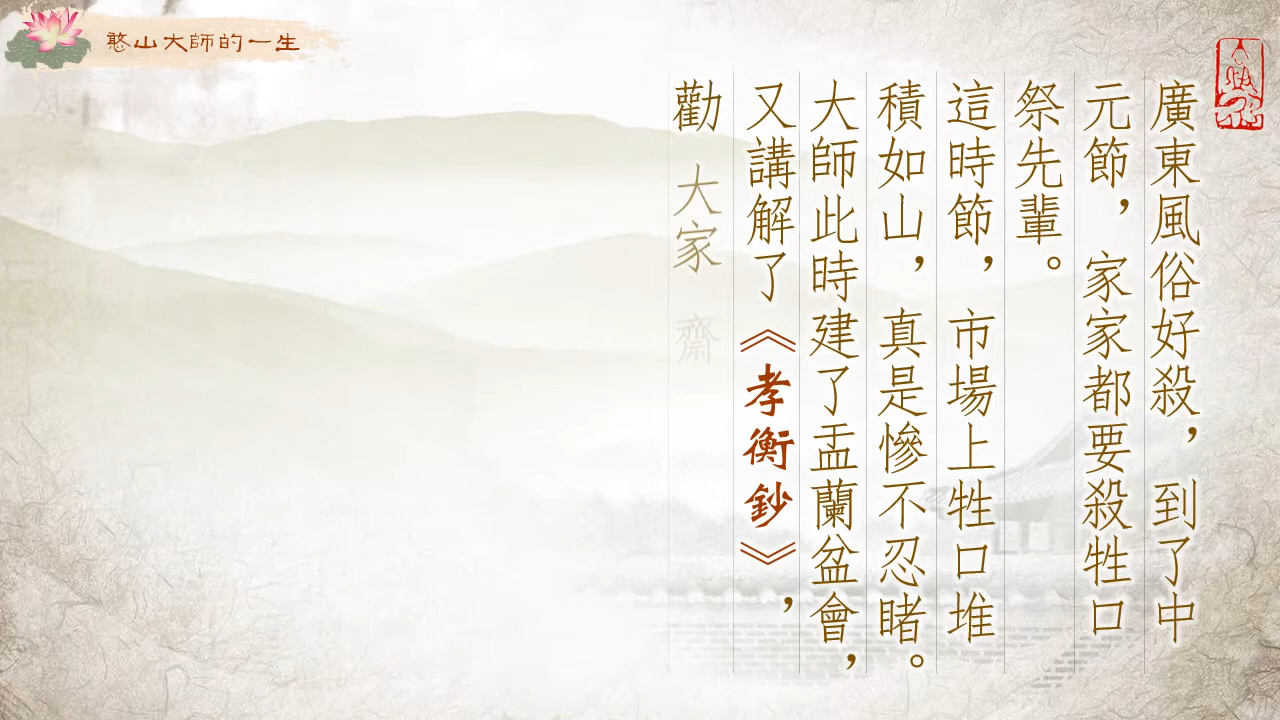 憨山大師的一生
廣東風俗好殺，到了中
元節，家家都要殺牲口
祭先輩。
這時節，市場上牲口堆
積如山，真是慘不忍睹。
大師此時建了盂蘭盆會，
又講解了《孝衡鈔》，
勸 大家 齋